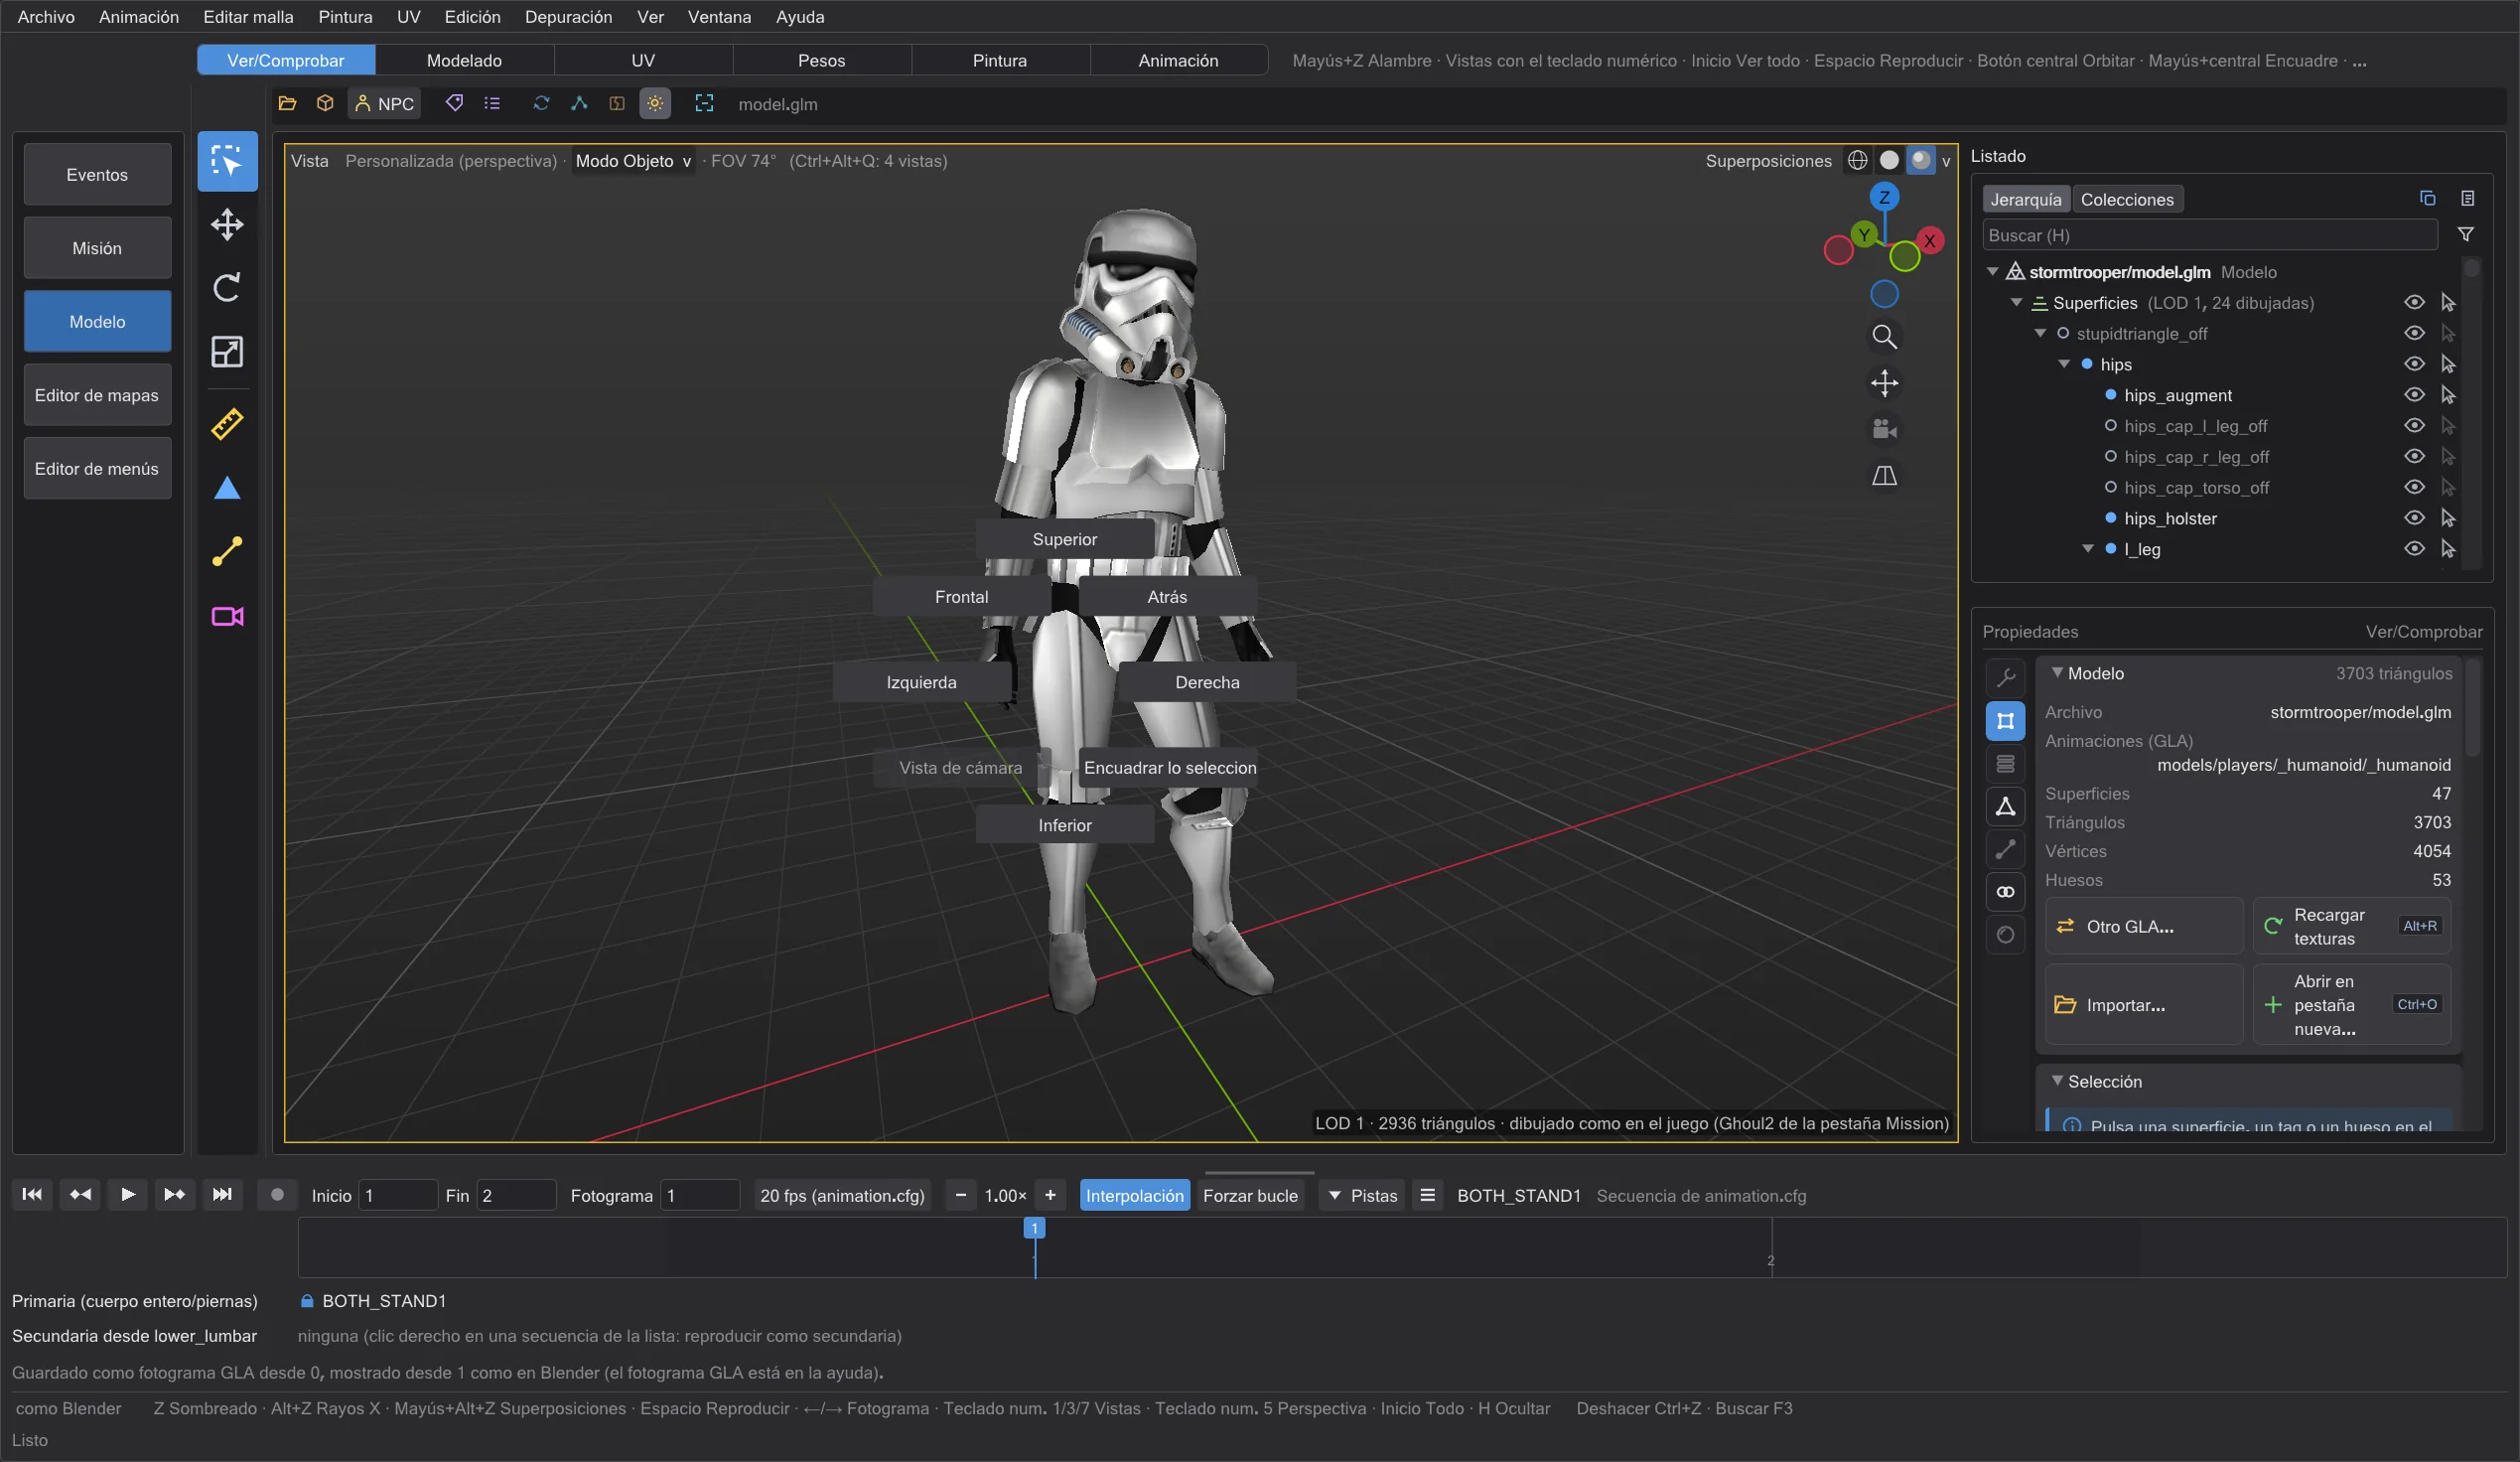 Archivo Animación Editar malla Pintura UV Edición Depuración Ver Ventana Ayuda
Ver/Comprobar Modelado UV Pesos Pintura Animación Mayús+Z Alambre · Vistas con el teclado numérico · Inicio Ver todo · Espacio Reproducir · Botón central Orbitar · Mayús+central Encuadre · ...
NPC model.glm
Eventos
Misión
Modelo
Editor de mapas
Editor de menús
Vista Personalizada (perspectiva) · Modo Objeto v · FOV 74° (Ctrl+Alt+Q: 4 vistas)
Superposiciones v
Z
Y
X
Superior
Frontal
Atrás
Izquierda
Derecha
Vista de cámara
Encuadrar lo seleccion
Inferior
LOD 1 · 2936 triángulos · dibujado como en el juego (Ghoul2 de la pestaña Mission)
Listado
Jerarquía Colecciones
Buscar (H)
stormtrooper/model.glm Modelo
Superficies (LOD 1, 24 dibujadas)
stupidtriangle_off
hips
hips_augment
hips_cap_l_leg_off
hips_cap_r_leg_off
hips_cap_torso_off
hips_holster
l_leg
Propiedades Ver/Comprobar
Modelo 3703 triángulos
Archivo stormtrooper/model.glm
Animaciones (GLA)
models/players/_humanoid/_humanoid
Superficies 47
Triángulos 3703
Vértices 4054
Huesos 53
Otro GLA...
Recargar
texturas
Alt+R
Importar...
Abrir en
pestaña
nueva...
Ctrl+O
Selección
Pulsa una superficie, un tag o un hueso en el
Inicio 1 Fin 2 Fotograma 1 20 fps (animation.cfg) − 1.00× + Interpolación Forzar bucle Pistas BOTH_STAND1 Secuencia de animation.cfg
1
2
Primaria (cuerpo entero/piernas) BOTH_STAND1
Secundaria desde lower_lumbar ninguna (clic derecho en una secuencia de la lista: reproducir como secundaria)
Guardado como fotograma GLA desde 0, mostrado desde 1 como en Blender (el fotograma GLA está en la ayuda).
como Blender Z Sombreado · Alt+Z Rayos X · Mayús+Alt+Z Superposiciones · Espacio Reproducir · ←/→ Fotograma · Teclado num. 1/3/7 Vistas · Teclado num. 5 Perspectiva · Inicio Todo · H Ocultar Deshacer Ctrl+Z · Buscar F3
Listo